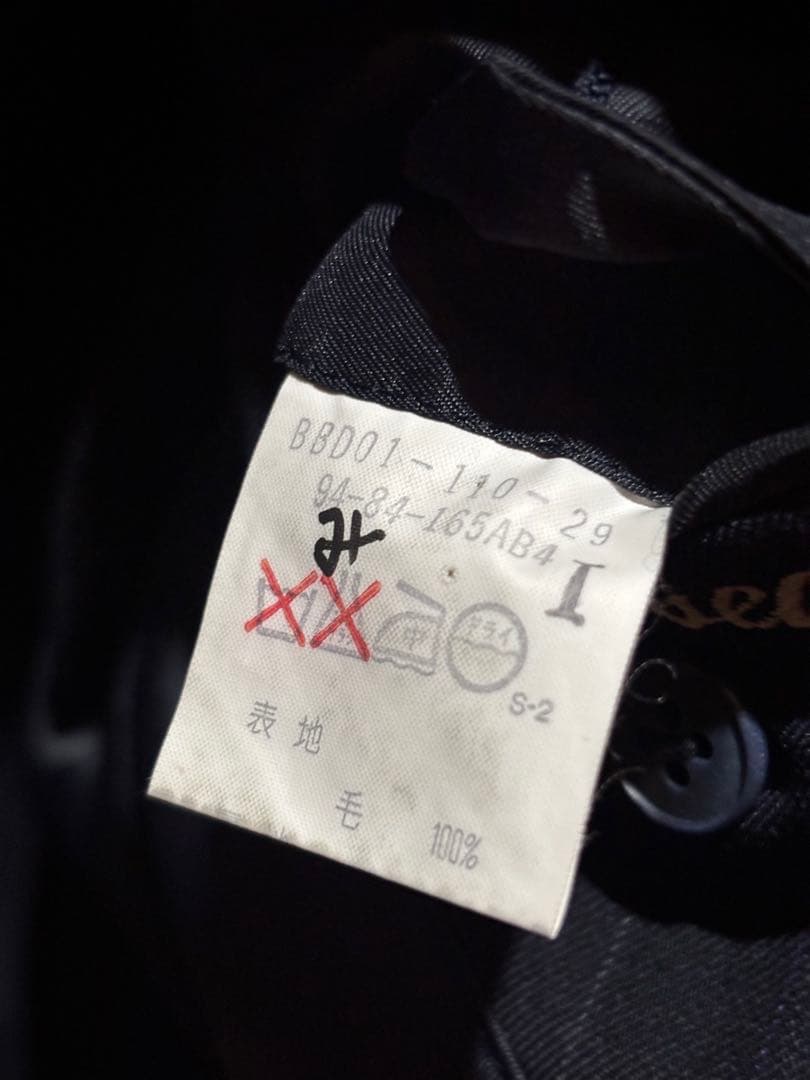 BBD01-110-29
94-84-165AB4
み I
中 ドライ
S-2
表地
毛 100%